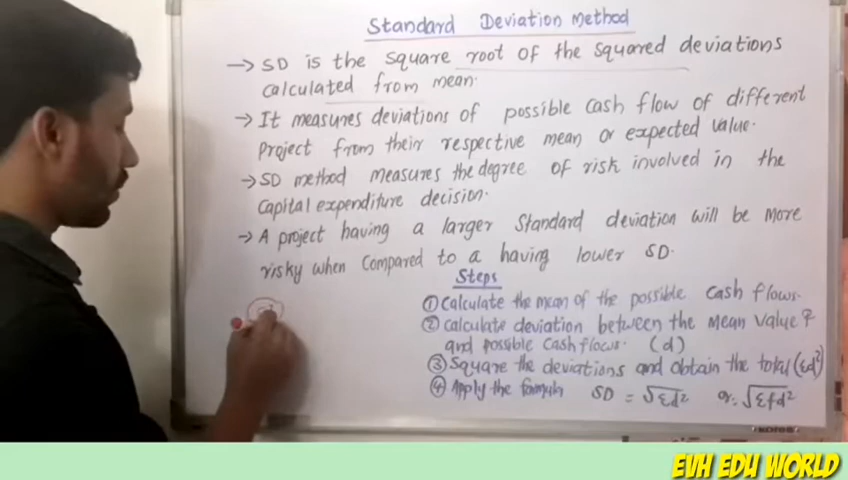 Standard Deviation Method
→ SD is the square root of the squared deviations
calculated from mean.
→ It measures deviations of possible cash flow of different
project from their respective mean or expected value.
→ SD method measures the degree of risk involved in the
capital expenditure decision.
→ A project having a larger standard deviation will be more
risky when compared to a having lower SD.
Steps
① Calculate the mean of the possible cash flows.
② calculate deviation between the mean value &
and possible cash flows. (d)
③ Square the deviations and obtain the total (Σd²)
④ Apply the formula SD = √Σd² or = √Σfd²
EVH EDU WORLD